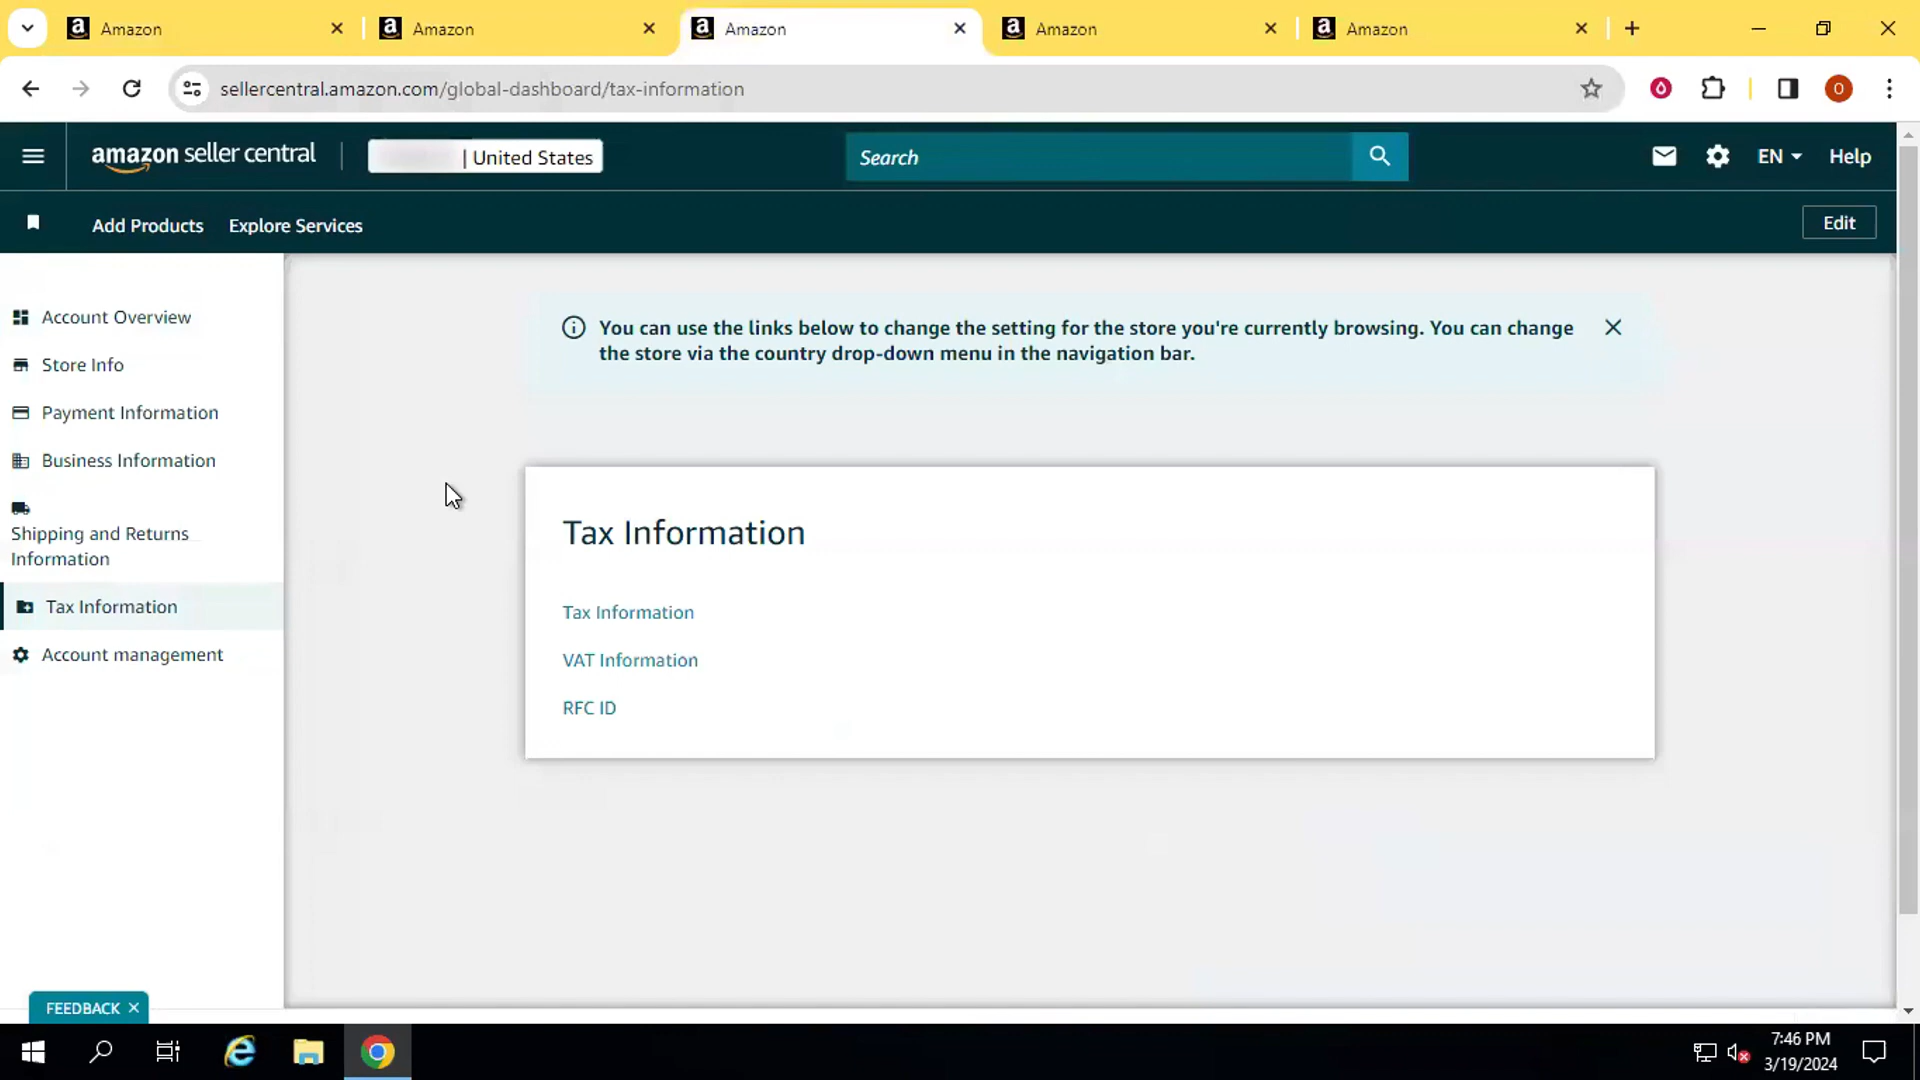 Amazon
Amazon
Amazon
Amazon
Amazon
sellercentral.amazon.com/global-dashboard/tax-information
O
amazon seller central
| United States
Search
EN
Help
Add Products
Explore Services
Edit
Account Overview
Store Info
Payment Information
Business Information
Shipping and Returns
Information
Tax Information
Account management
You can use the links below to change the setting for the store you're currently browsing. You can change
the store via the country drop-down menu in the navigation bar.
Tax Information
Tax Information
VAT Information
RFC ID
FEEDBACK
7:46 PM
3/19/2024